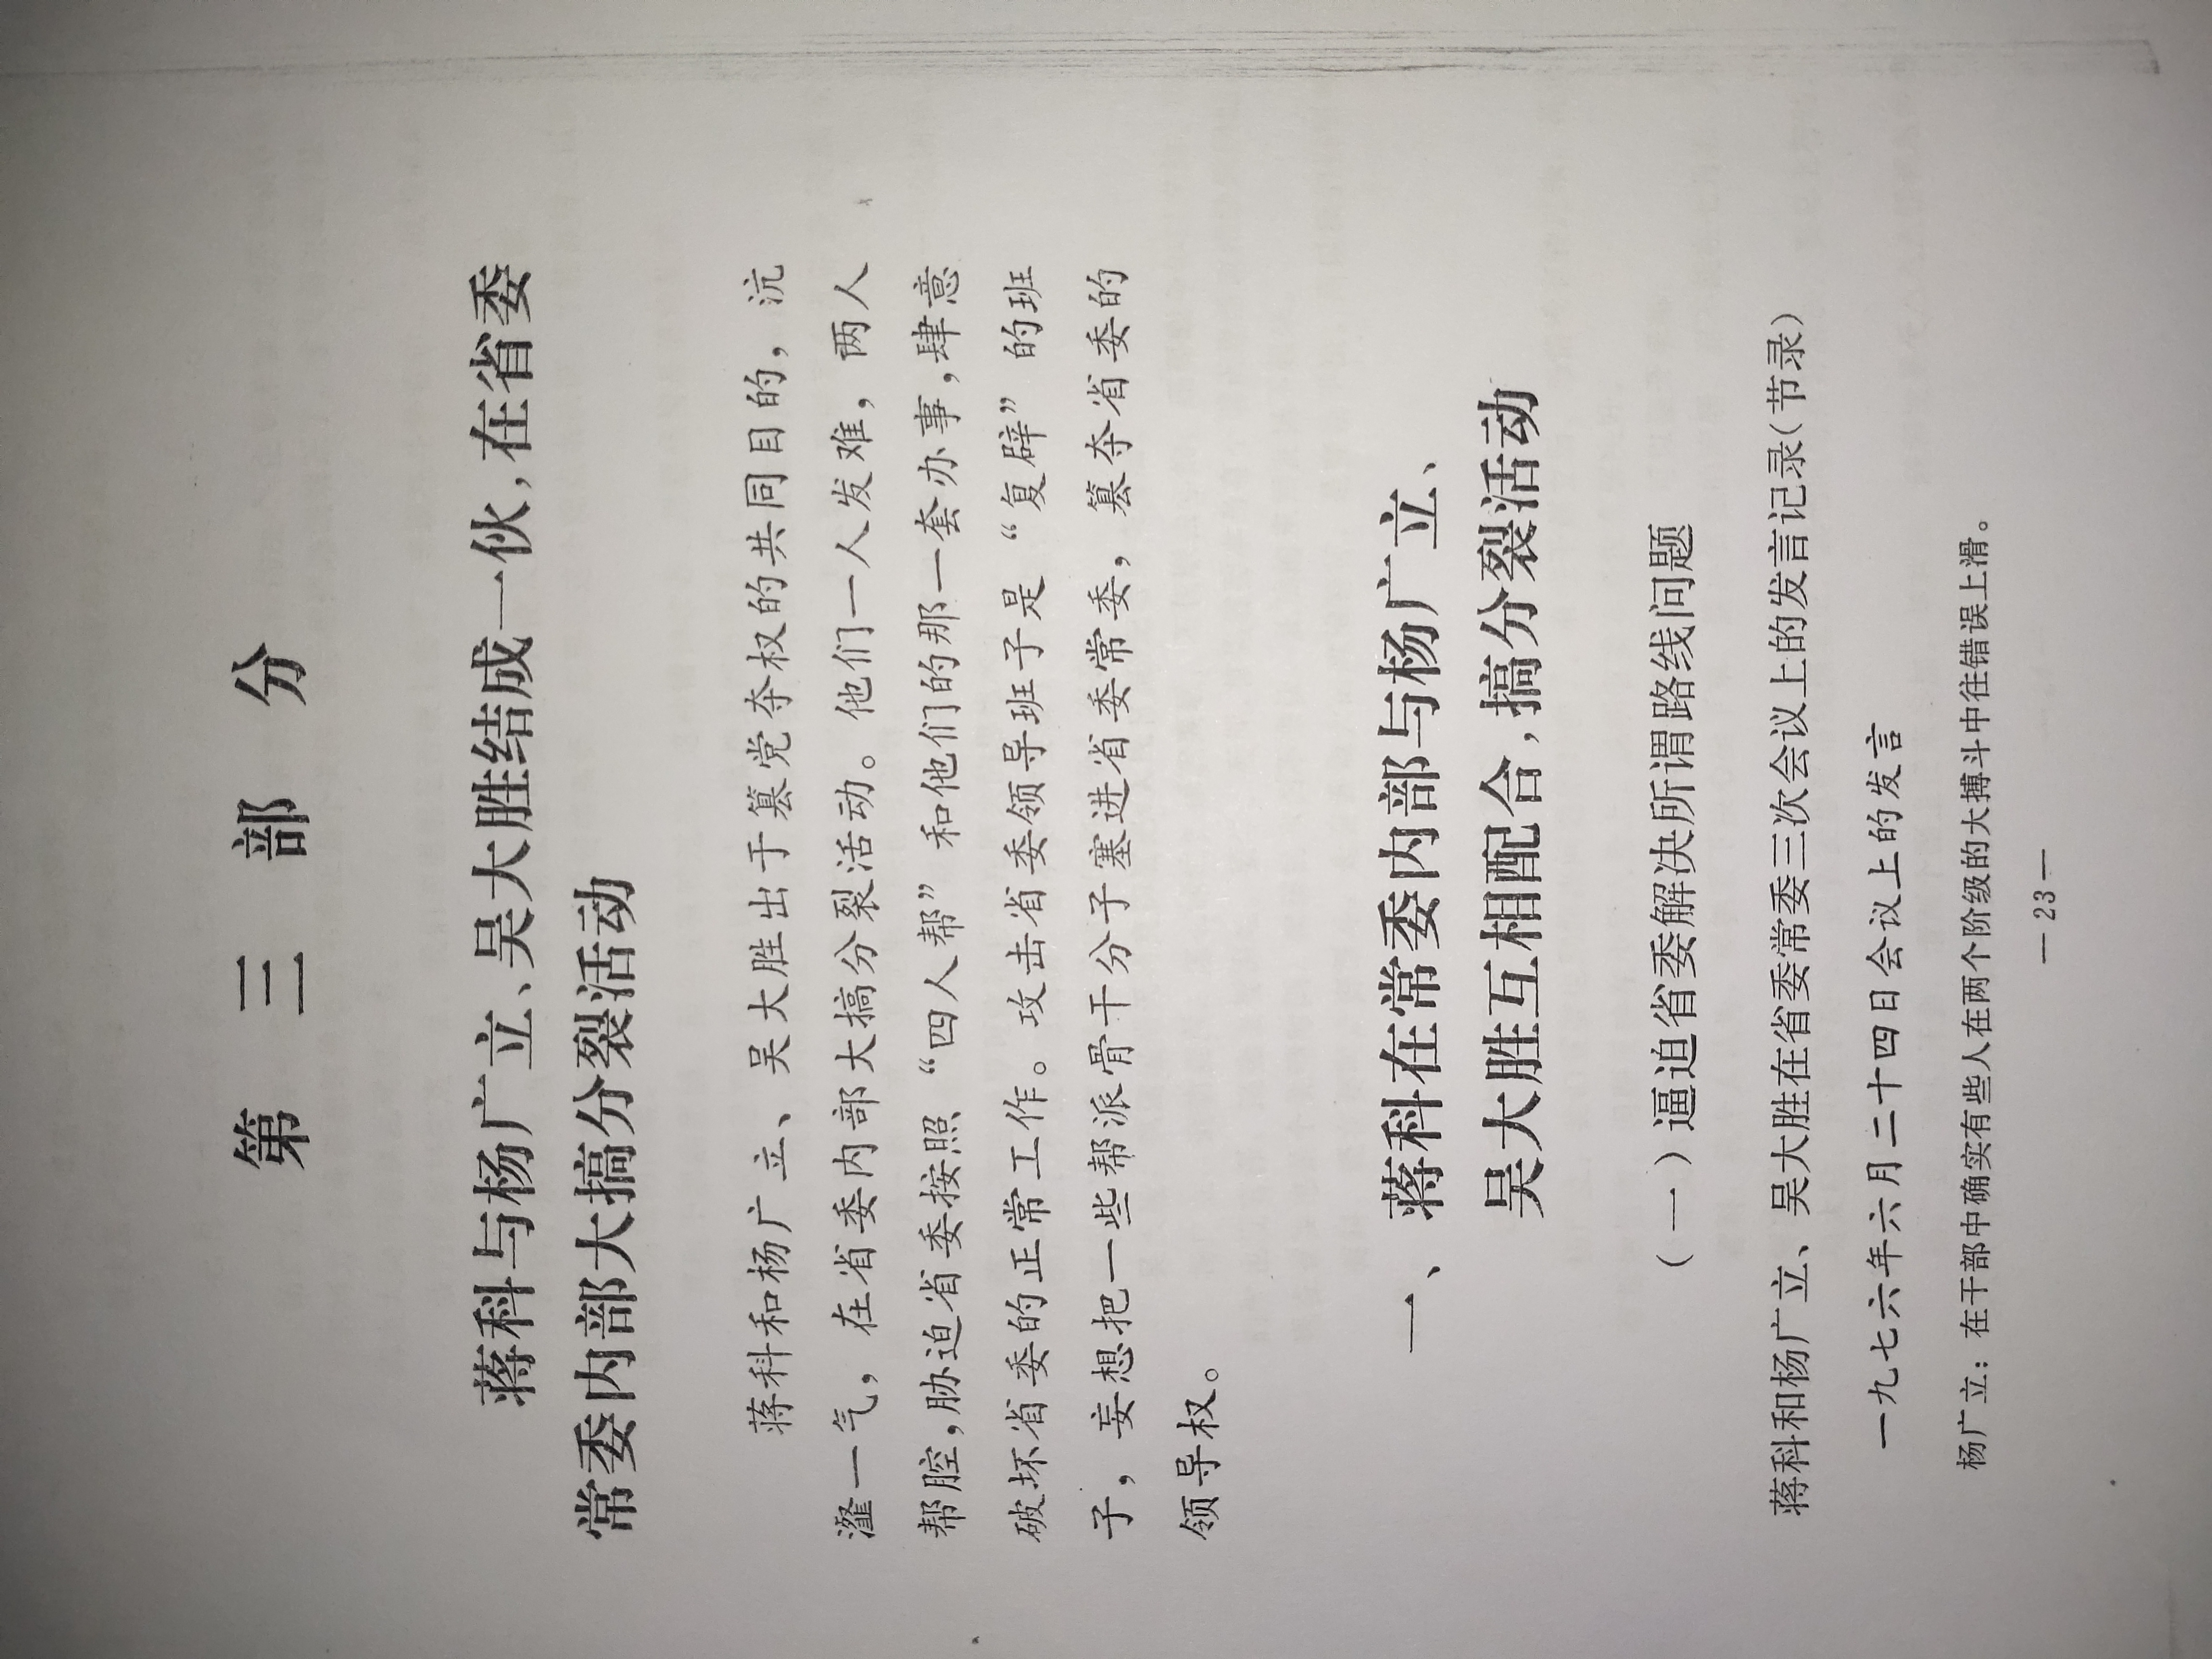 第三部分
蒋科与杨广立、吴大胜结成一伙，在省委
常委内部大搞分裂活动
蒋科和杨广立、吴大胜出于篡党夺权的共同目的，沆
瀣一气，在省委内部大搞分裂活动。他们一人发难，两人
帮腔，胁迫省委按照“四人帮”和他们的那一套办事，肆意
破坏省委的正常工作。攻击省委领导班子是“复辟”的班
子，妄想把一些帮派骨干分子塞进省委常委，篡夺省委的
领导权。
一、蒋科在常委内部与杨广立、
吴大胜互相配合，搞分裂活动
（一）逼迫省委解决所谓路线问题
蒋科和杨广立、吴大胜在省委常委三次会议上的发言记录（节录）
一九七六年六月二十四日会议上的发言
杨广立：在干部中确实有些人在两个阶级的大搏斗中往错误上滑。
— 23 —